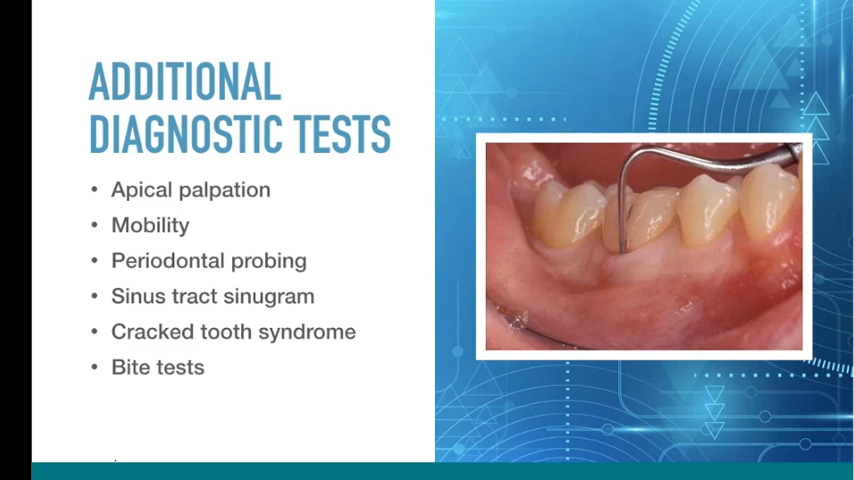 ADDITIONAL
DIAGNOSTIC TESTS
• Apical palpation
• Mobility
• Periodontal probing
• Sinus tract sinugram
• Cracked tooth syndrome
• Bite tests